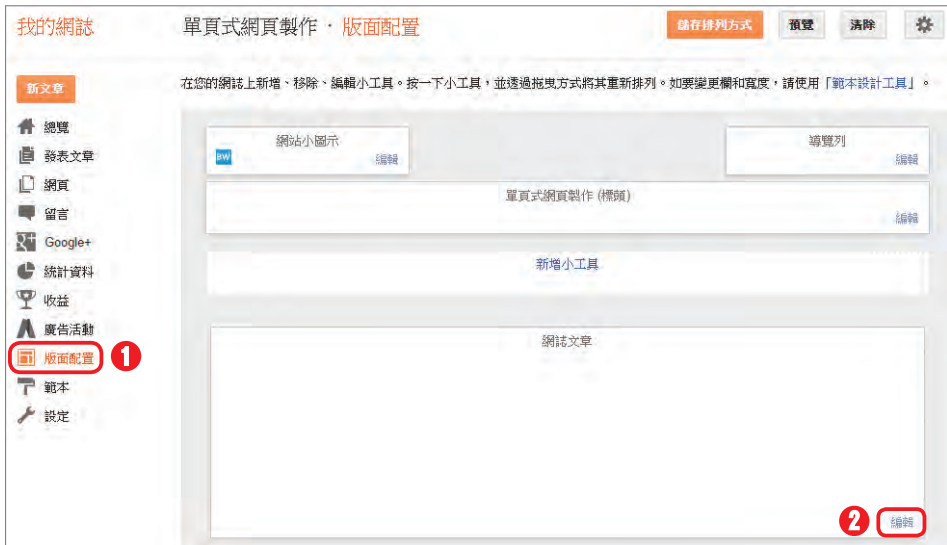 我的網誌
單頁式網頁製作 · 版面配置
儲存排列方式 預覽 清除
新文章
在您的網誌上新增、移除、編輯小工具。按一下小工具,並透過拖曳方式將其重新排列。如要變更欄和寬度,請使用「範本設計工具」。
總覽
發表文章
網頁
留言
Google+
統計資料
收益
廣告活動
版面配置 1
範本
設定
網站小圖示
BW 編輯
導覽列
編輯
單頁式網頁製作 (標頭)
編輯
新增小工具
網誌文章
2 編輯